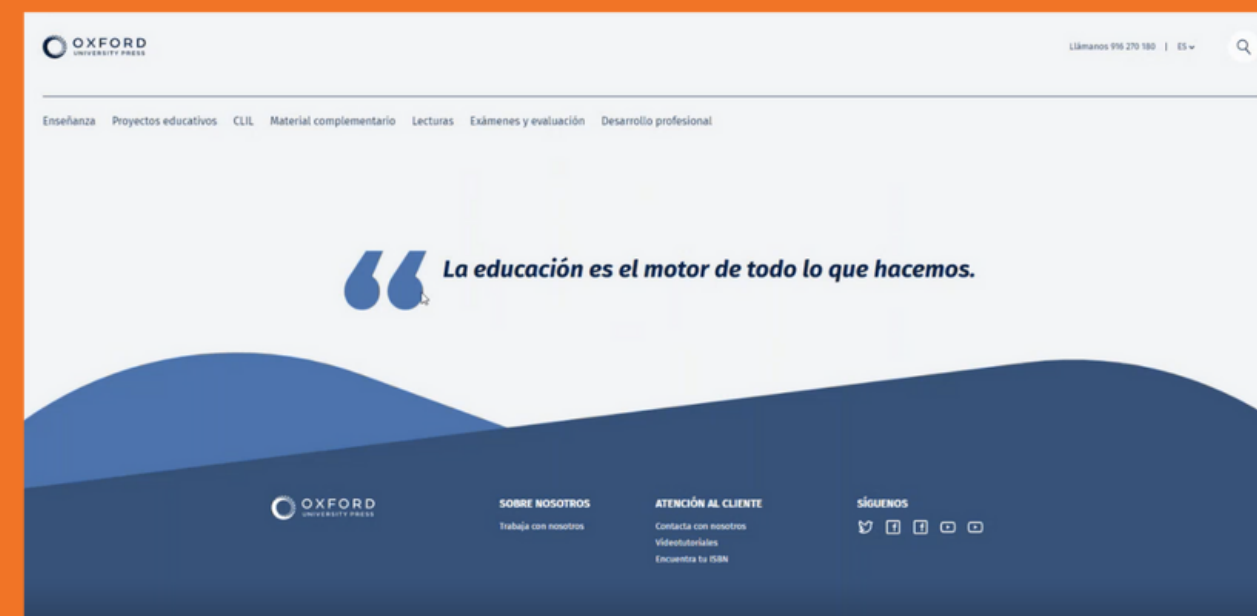 OXFORD
UNIVERSITY PRESS
Llámanos 916 270 180 | ES
Enseñanza Proyectos educativos CLIL Material complementario Lecturas Exámenes y evaluación Desarrollo profesional
“ La educación es el motor de todo lo que hacemos.
OXFORD
UNIVERSITY PRESS
SOBRE NOSOTROS
Trabaja con nosotros
ATENCIÓN AL CLIENTE
Contacta con nosotros
Videotutoriales
Encuentra tu ISBN
SÍGUENOS